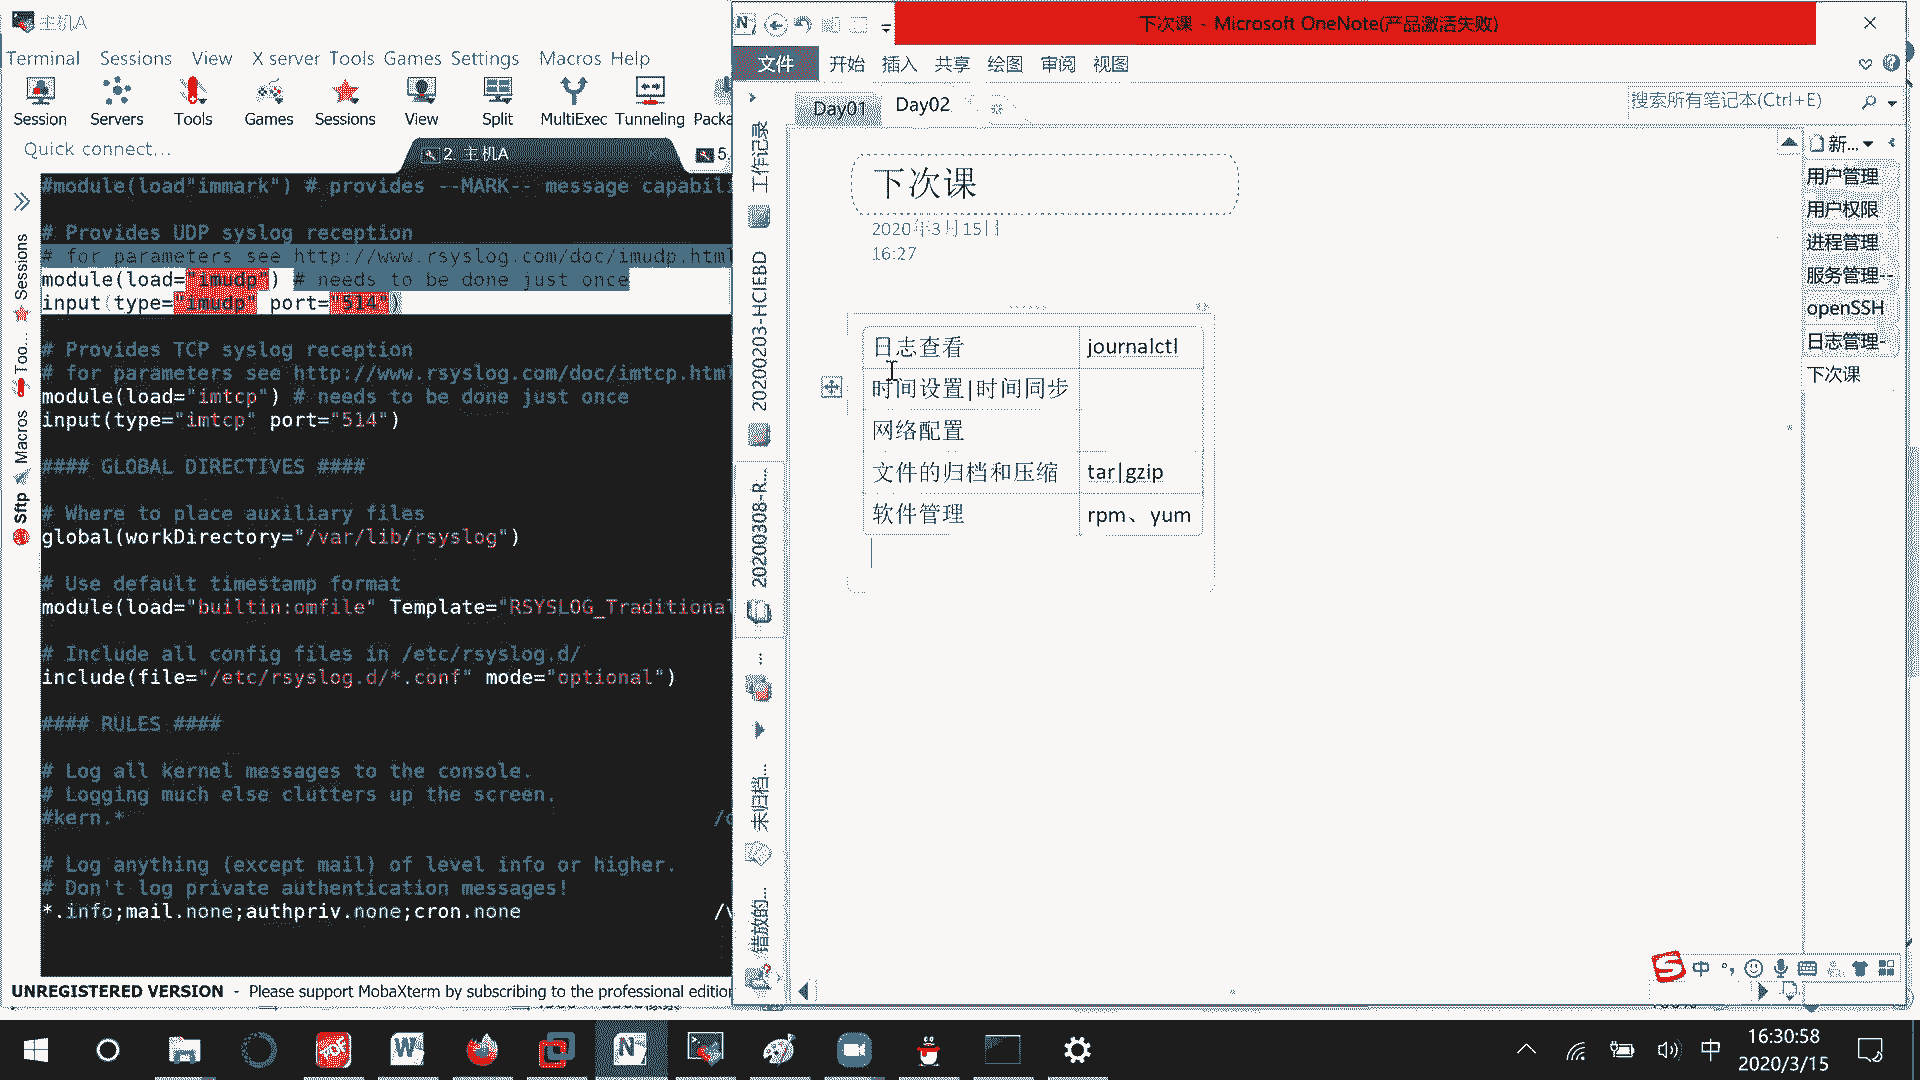 主机A
Terminal Sessions View X server Tools Games Settings Macros Help
Session Servers Tools Games Sessions View Split MultiExec Tunneling Packa
Quick connect...
2. 主机A
5.
Sessions
Too...
Macros
Sftp
#module(load"immark") # provides --MARK-- message capabili
# Provides UDP syslog reception
# for parameters see http://www.rsyslog.com/doc/imudp.html
module(load="imudp") # needs to be done just once
input(type="imudp" port="514")
# Provides TCP syslog reception
# for parameters see http://www.rsyslog.com/doc/imtcp.html
module(load="imtcp") # needs to be done just once
input(type="imtcp" port="514")
#### GLOBAL DIRECTIVES ####
# Where to place auxiliary files
global(workDirectory="/var/lib/rsyslog")
# Use default timestamp format
module(load="builtin:omfile" Template="RSYSLOG_Traditional
# Include all config files in /etc/rsyslog.d/
include(file="/etc/rsyslog.d/*.conf" mode="optional")
#### RULES ####
# Log all kernel messages to the console.
# Logging much else clutters up the screen.
#kern.*
# Log anything (except mail) of level info or higher.
# Don't log private authentication messages!
*.info;mail.none;authpriv.none;cron.none
UNREGISTERED VERSION - Please support MobaXterm by subscribing to the professional edition
下次课 - Microsoft OneNote(产品激活失败)
文件 开始 插入 共享 绘图 审阅 视图
Day01 Day02
搜索所有笔记本(Ctrl+E)
工作记录
20200203-HCIEBD
20200308-R...
...
未归档...
错放的...
下次课
2020年3月15日
16:27
日志查看 journalctl
时间设置|时间同步
网络配置
文件的归档和压缩 tar|gzip
软件管理 rpm、yum
新...
用户管理
用户权限
进程管理
服务管理--
openSSH
日志管理-
下次课
中
中
16:30:58
2020/3/15